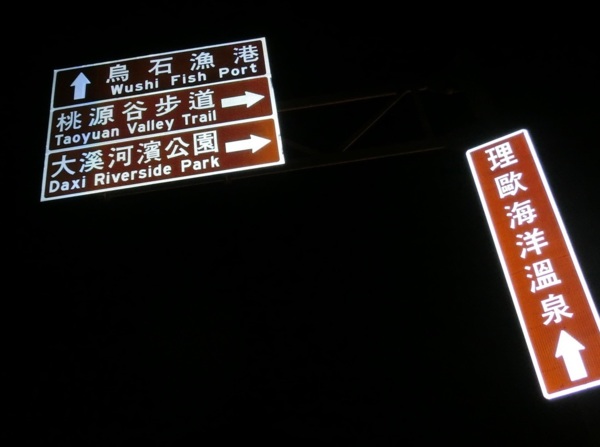 烏石漁港
Wushi Fish Port
桃源谷步道
Taoyuan Valley Trail
大溪河濱公園
Daxi Riverside Park
理歐海洋溫泉